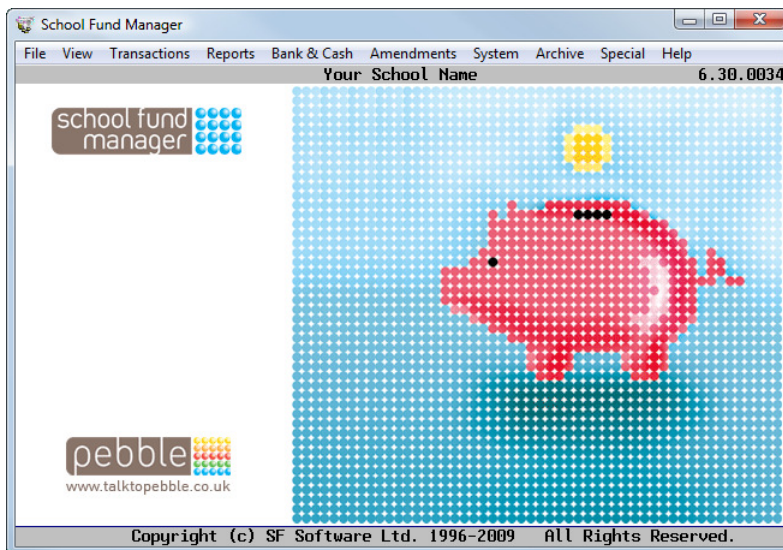 School Fund Manager
File View Transactions Reports Bank & Cash Amendments System Archive Special Help
Your School Name 6.30.0034
school fund
manager
pebble
www.talktopebble.co.uk
Copyright (c) SF Software Ltd. 1996-2009 All Rights Reserved.